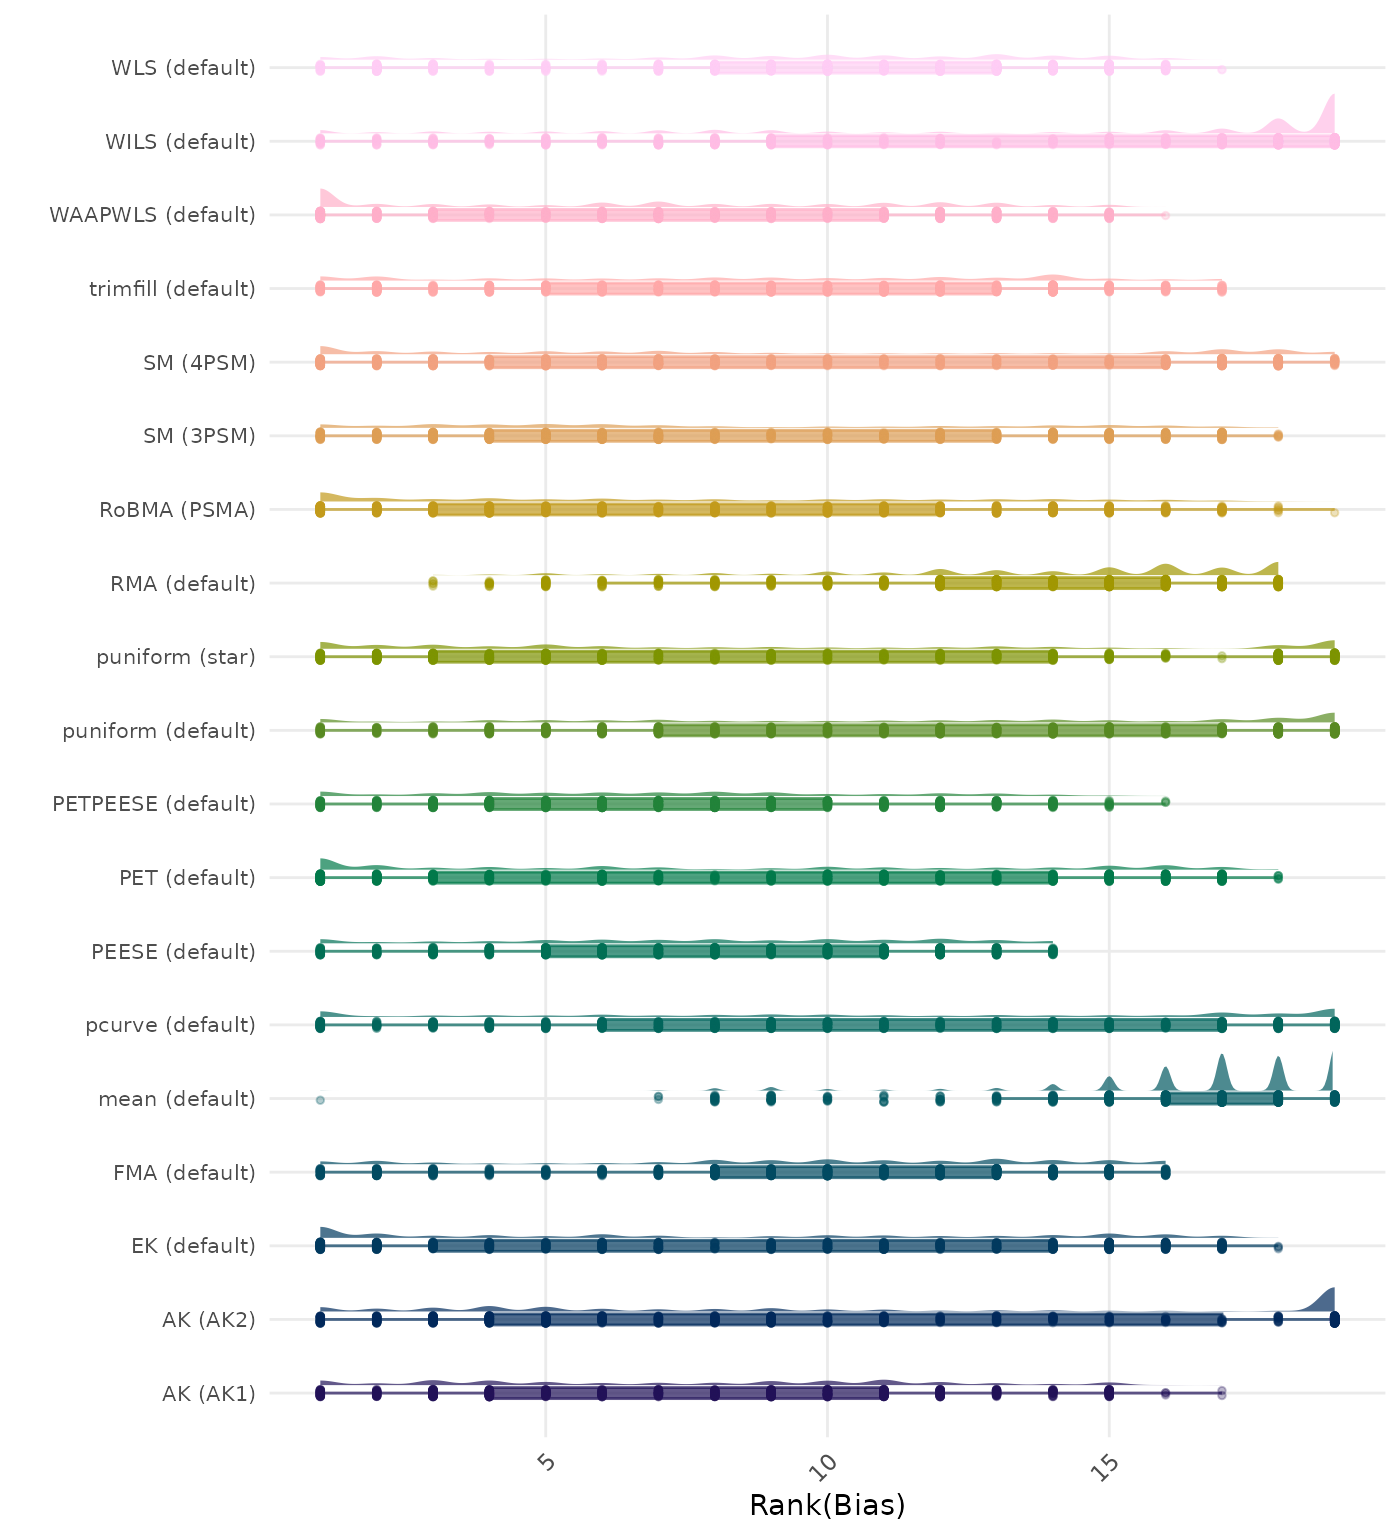 WLS (default)
WILS (default)
WAAPWLS (default)
trimfill (default)
SM (4PSM)
SM (3PSM)
RoBMA (PSMA)
RMA (default)
puniform (star)
puniform (default)
PETPEESE (default)
PET (default)
PEESE (default)
pcurve (default)
mean (default)
FMA (default)
EK (default)
AK (AK2)
AK (AK1)
5 10 15
Rank(Bias)